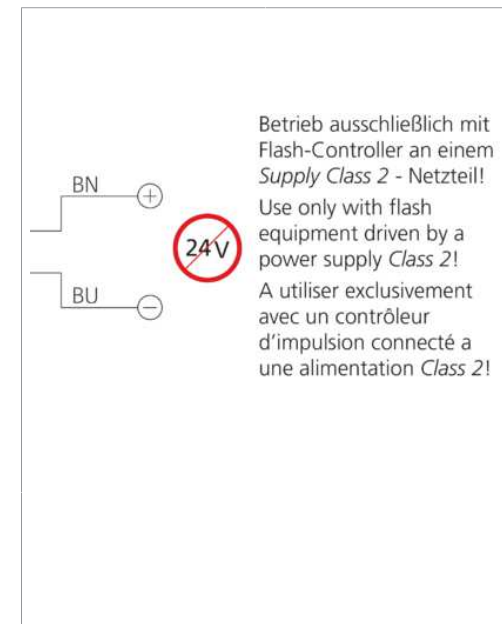 BN
+
24V
BU
−
Betrieb ausschließlich mit
Flash-Controller an einem
Supply Class 2 - Netzteil!
Use only with flash
equipment driven by a
power supply Class 2!
A utiliser exclusivement
avec un contrôleur
d'impulsion connecté a
une alimentation Class 2!